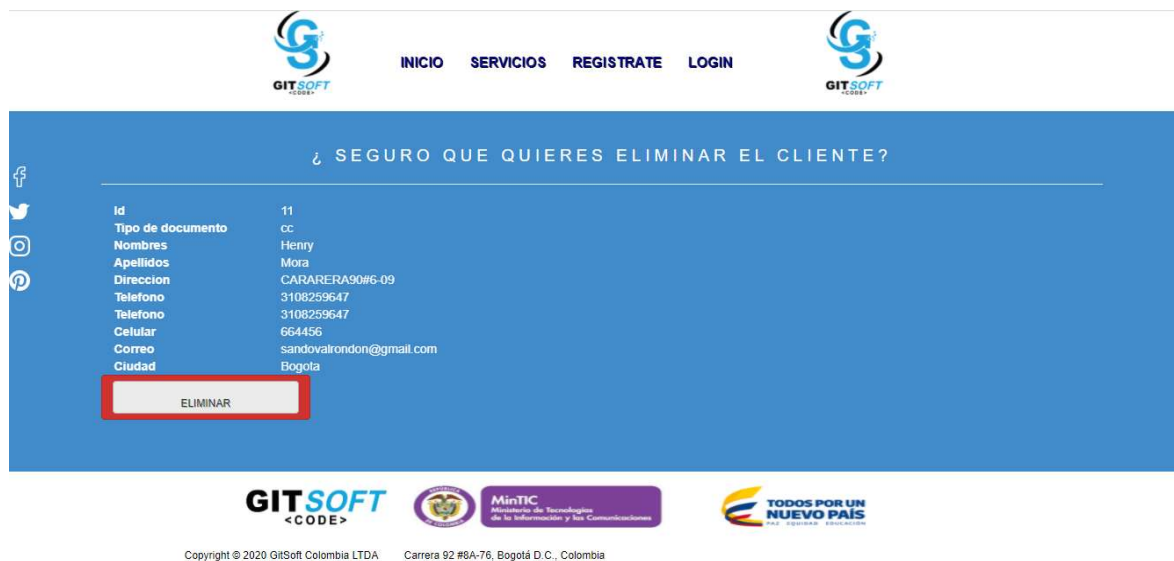 GITSOFT
<CODE>
INICIO SERVICIOS REGISTRATE LOGIN
GITSOFT
<CODE>
¿ SEGURO QUE QUIERES ELIMINAR EL CLIENTE?
Id 11
Tipo de documento cc
Nombres Henry
Apellidos Mora
Direccion CARARERA90#6-09
Telefono 3108259647
Telefono 3108259647
Celular 664456
Correo sandovalrondon@gmail.com
Ciudad Bogota
ELIMINAR
GITSOFT
<CODE>
MinTIC
Ministerio de Tecnologías
de la Información y las Comunicaciones
TODOS POR UN
NUEVO PAÍS
PAZ EQUIDAD EDUCACIÓN
Copyright © 2020 GitSoft Colombia LTDA Carrera 92 #8A-76, Bogotá D.C., Colombia